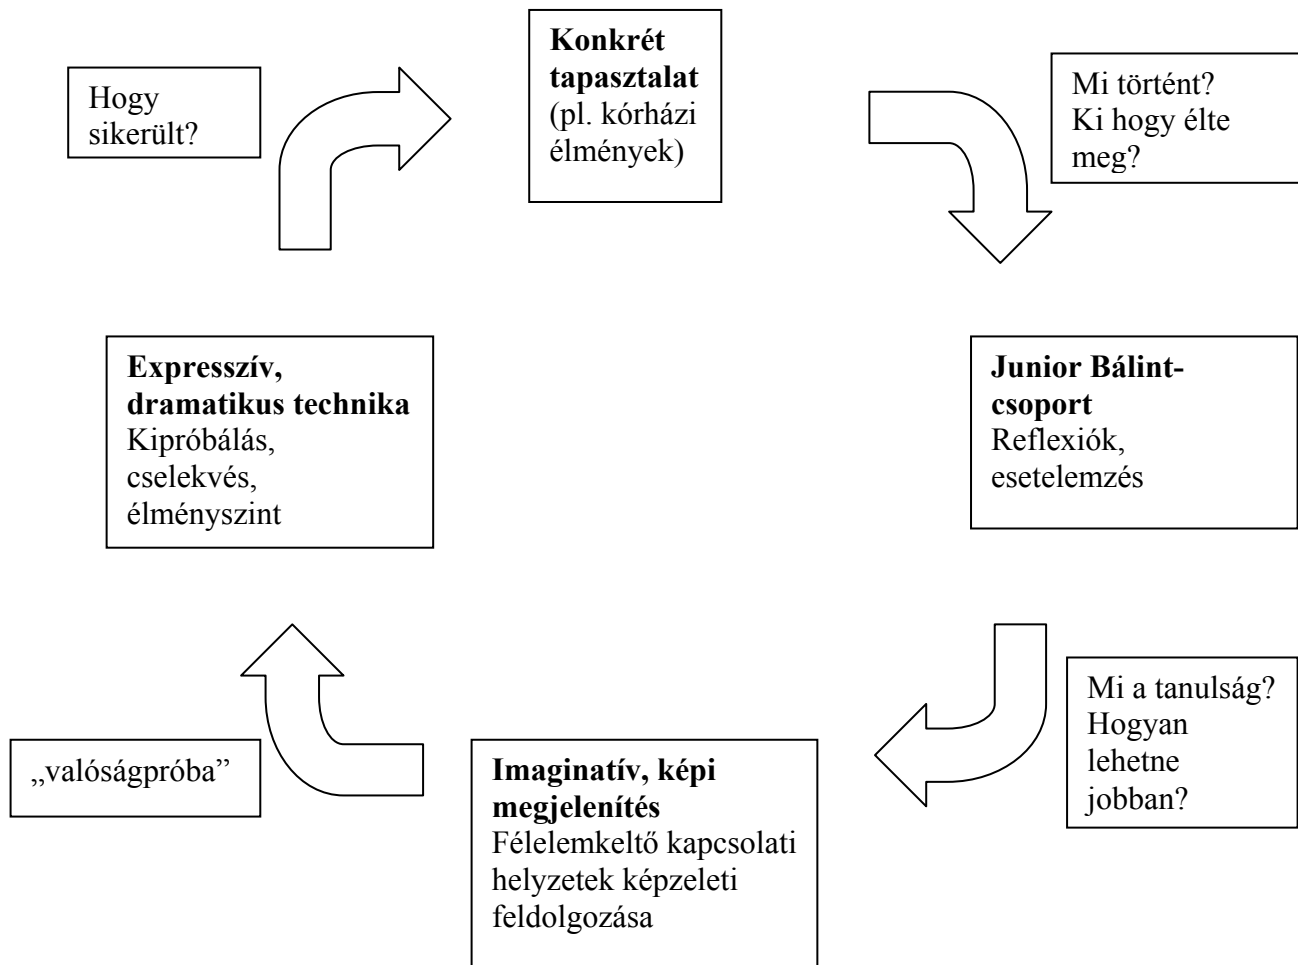 Konkrét
tapasztalat
(pl. kórházi
élmények)
Mi történt?
Ki hogy élte
meg?
Junior Bálint-
csoport
Reflexiók,
esetelemzés
Mi a tanulság?
Hogyan
lehetne
jobban?
Imaginatív, képi
megjelenítés
Félelemkeltő kapcsolati
helyzetek képzeleti
feldolgozása
„valóságpróba”
Expresszív,
dramatikus technika
Kipróbálás,
cselekvés,
élményszint
Hogy
sikerült?